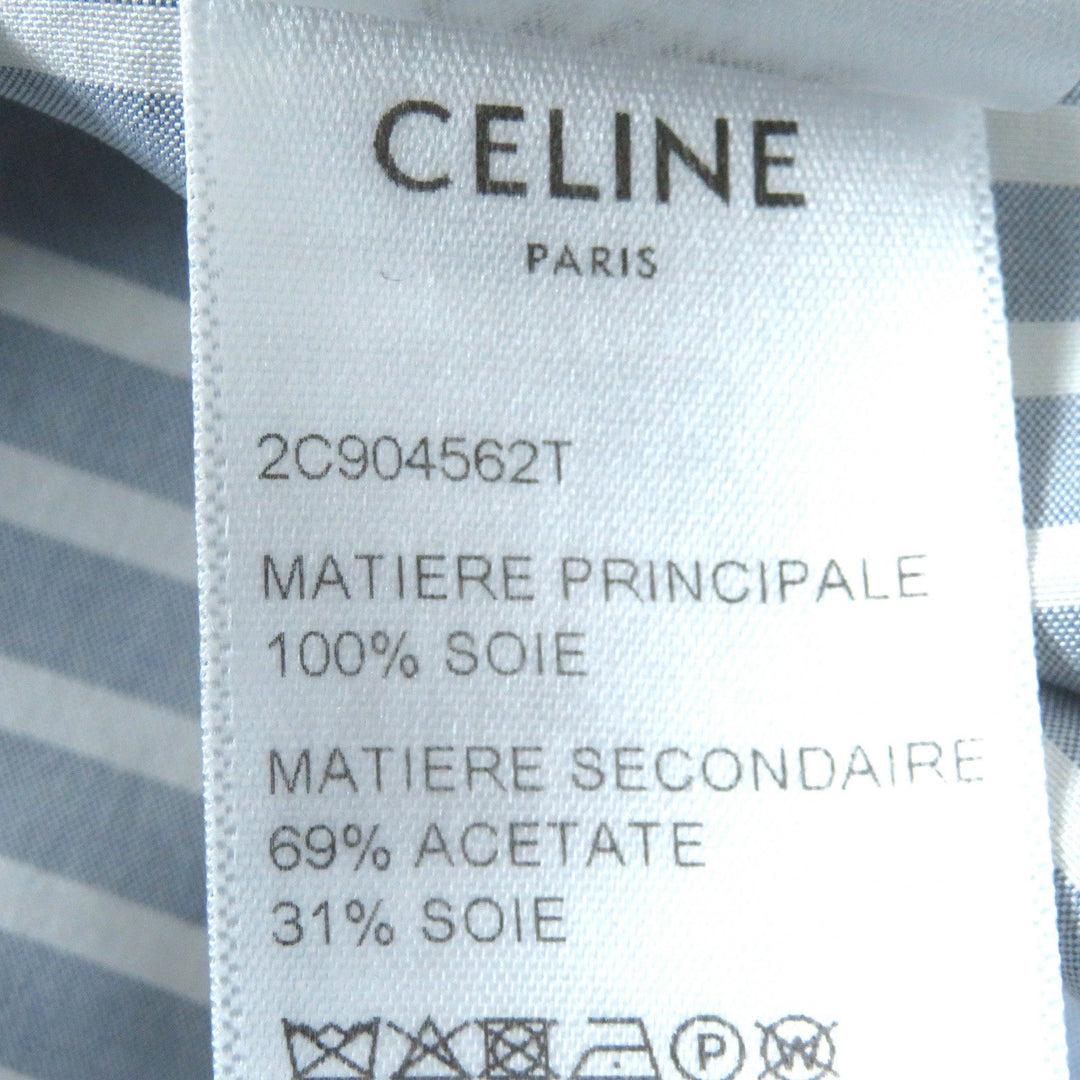 CELINE
PARIS
2C904562T
MATIERE PRINCIPALE
100% SOIE
MATIERE SECONDAIRE
69% ACETATE
31% SOIE
P W